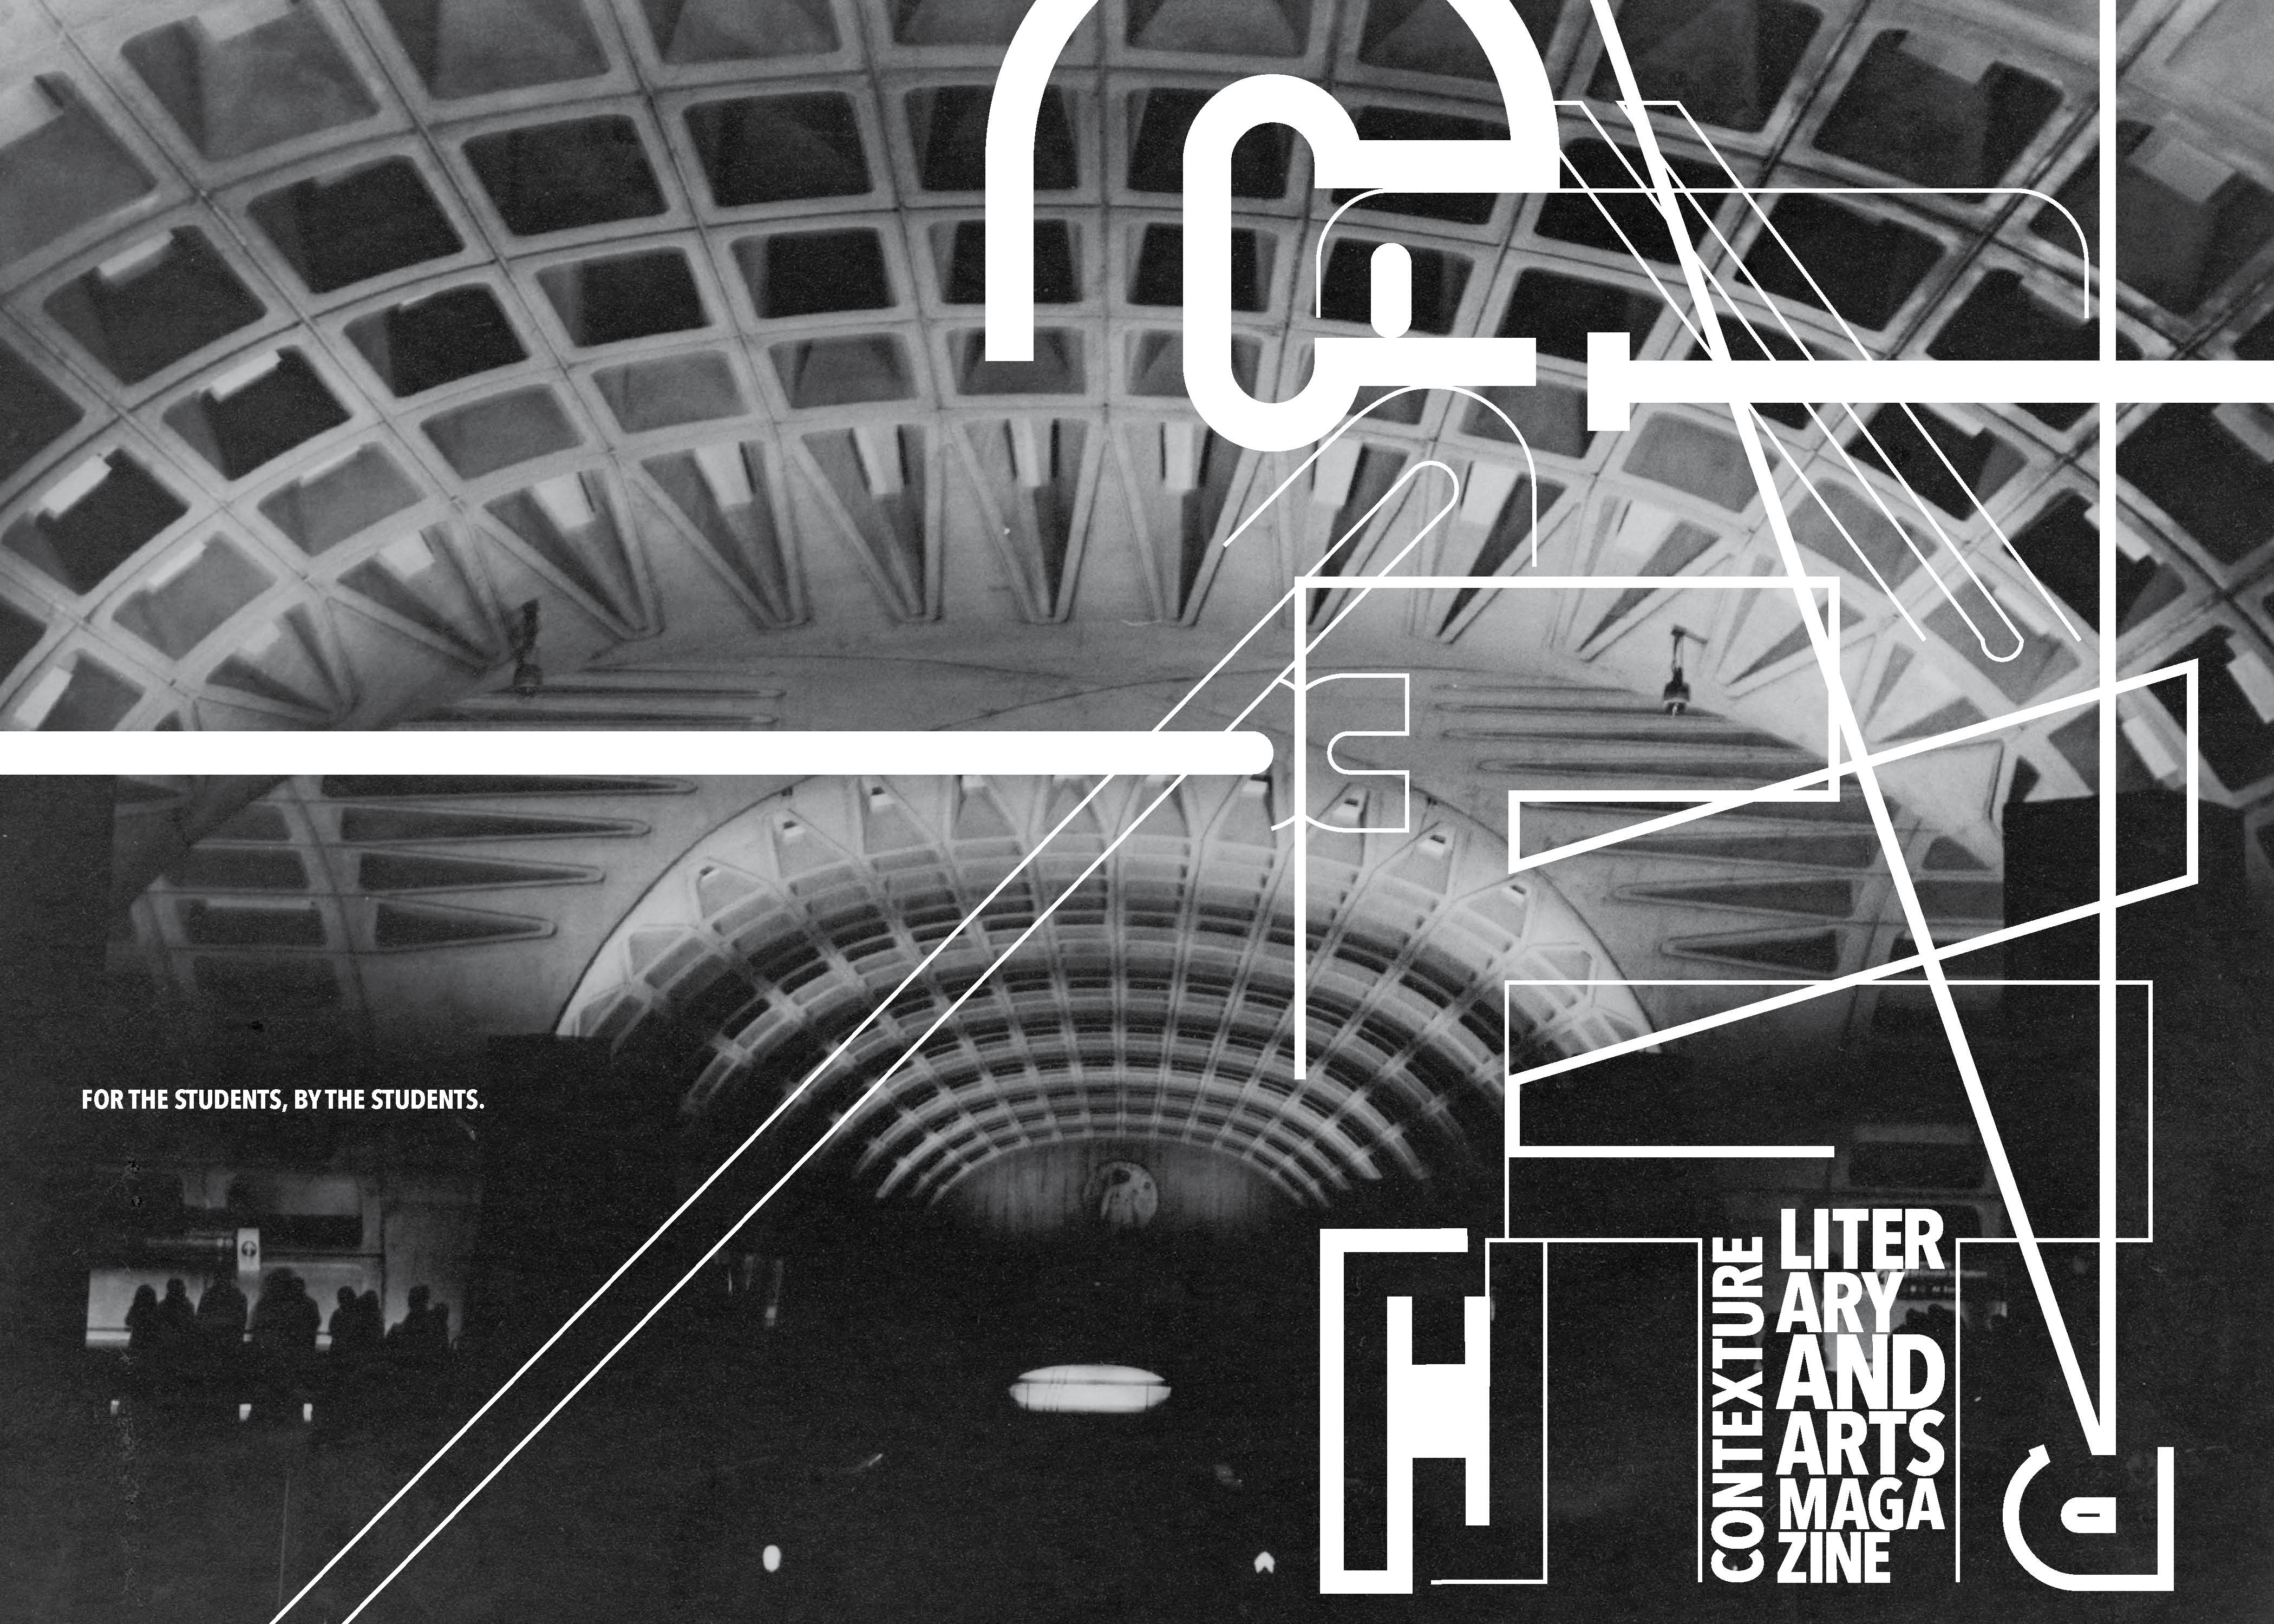 FOR THE STUDENTS, BY THE STUDENTS.
CONTEXTURE
LITER
ARY
AND
ARTS
MAGA
ZINE